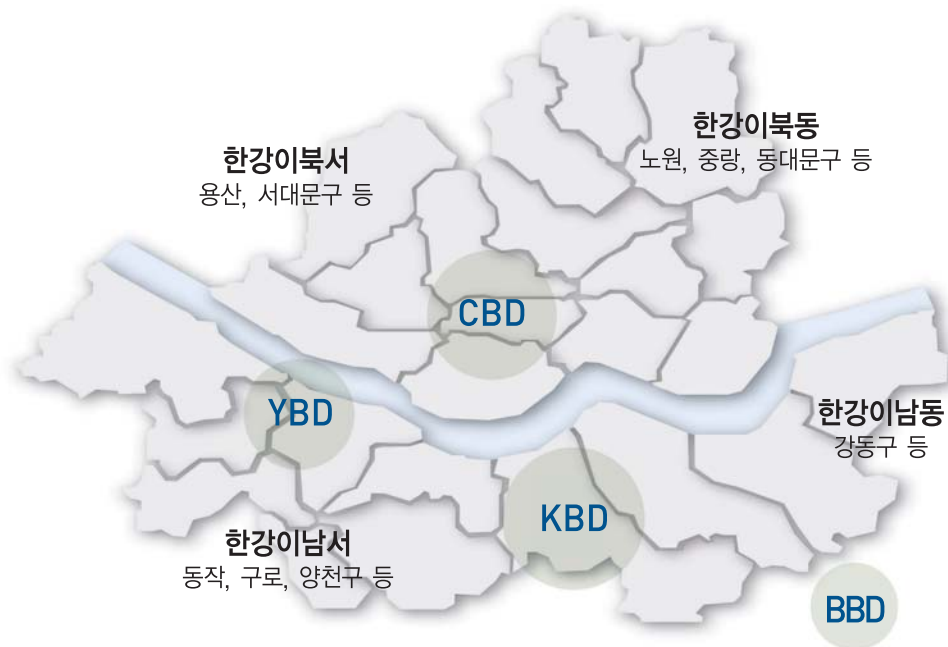 한강이북동
노원, 중랑, 동대문구 등
한강이북서
용산, 서대문구 등
CBD
YBD
한강이남동
강동구 등
KBD
한강이남서
동작, 구로, 양천구 등
BBD